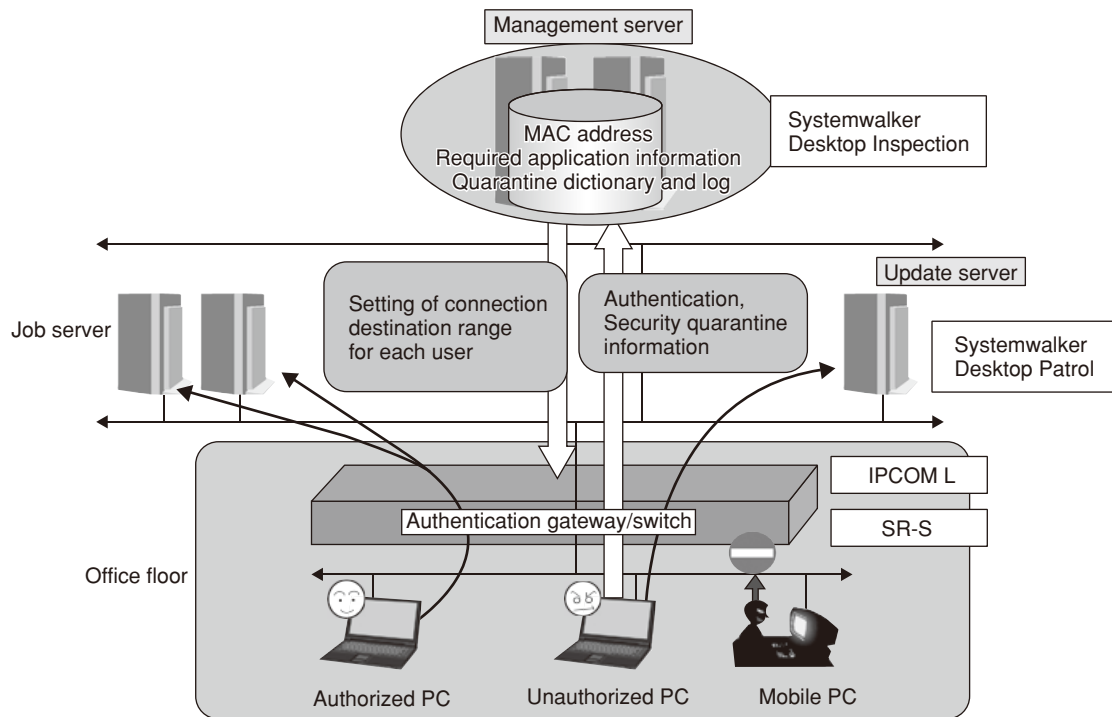 Management server
MAC address
Required application information
Quarantine dictionary and log
Systemwalker
Desktop Inspection
Setting of connection
destination range
for each user
Authentication,
Security quarantine
information
Update server
Job server
Systemwalker
Desktop Patrol
IPCOM L
Authentication gateway/switch
SR-S
Office floor
Authorized PC
Unauthorized PC
Mobile PC